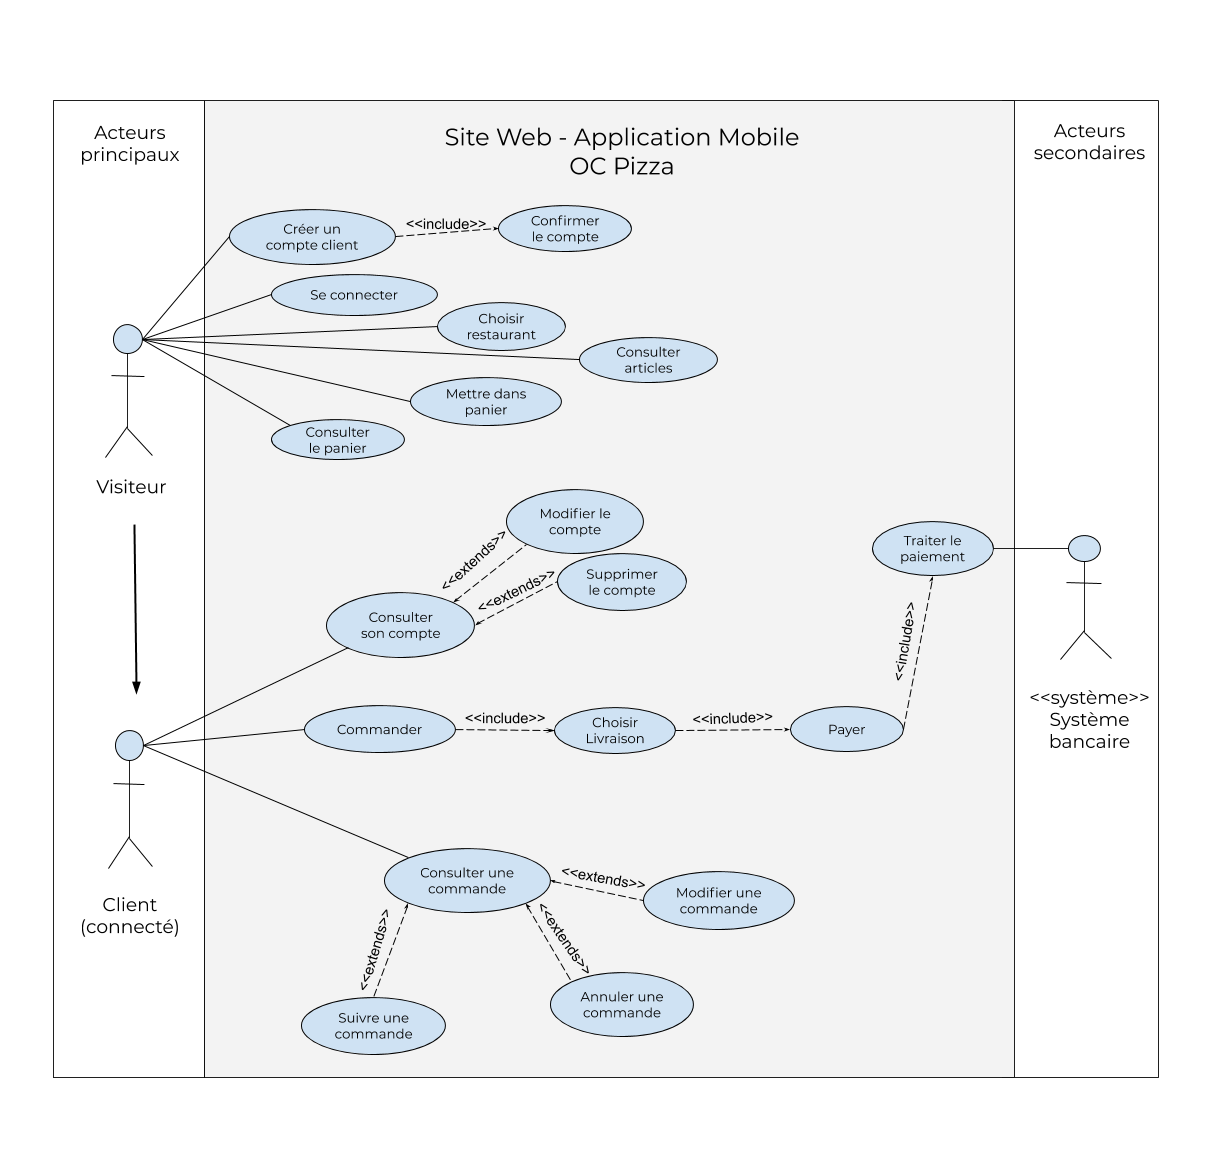 Acteurs
principaux
Site Web - Application Mobile
OC Pizza
Acteurs
secondaires
Créer un
compte client
<<include>>
Confirmer
le compte
Se connecter
Choisir
restaurant
Consulter
articles
Mettre dans
panier
Consulter
le panier
Visiteur
Modifier le
compte
<<extends>>
Supprimer
le compte
<<extends>>
Consulter
son compte
Traiter le
paiement
<<include>>
<<système>>
Système
bancaire
Commander
<<include>>
Choisir
Livraison
<<include>>
Payer
Client
(connecté)
Consulter une
commande
<<extends>>
Modifier une
commande
<<extends>>
<<extends>>
Annuler une
commande
Suivre une
commande